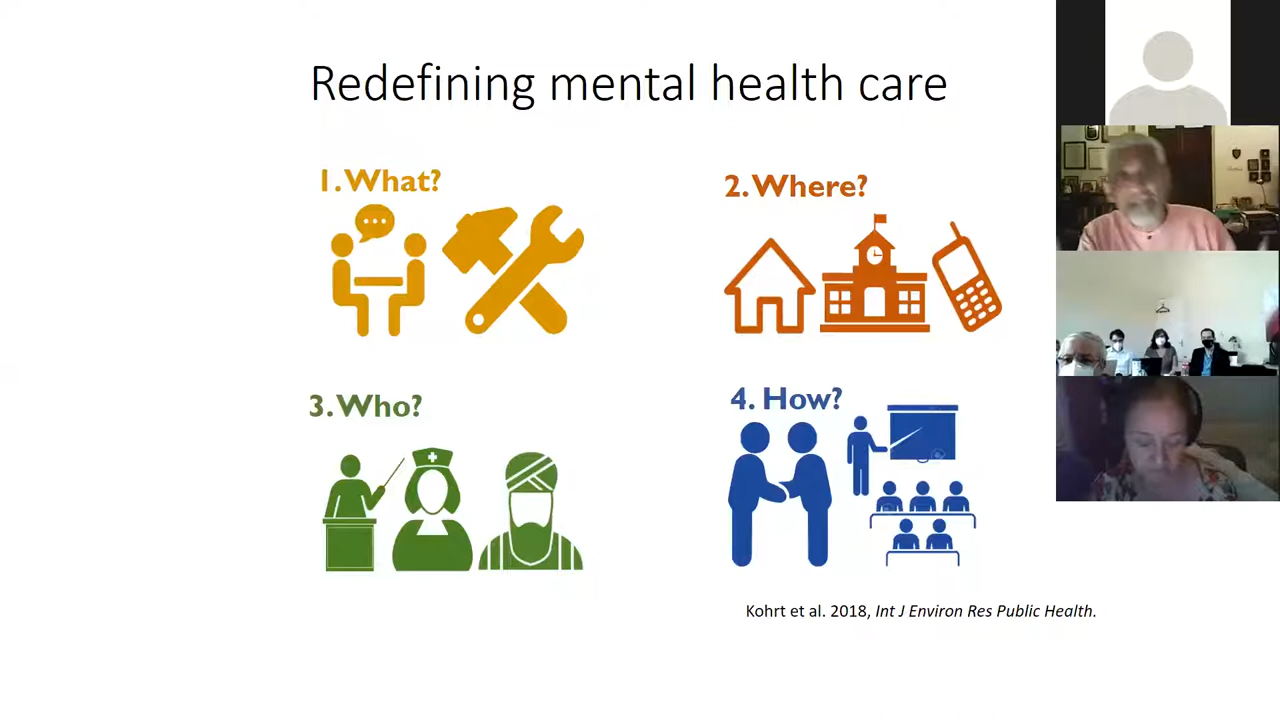 Redefining mental health care
1. What?
2. Where?
3. Who?
4. How?
Kohrt et al. 2018, Int J Environ Res Public Health.